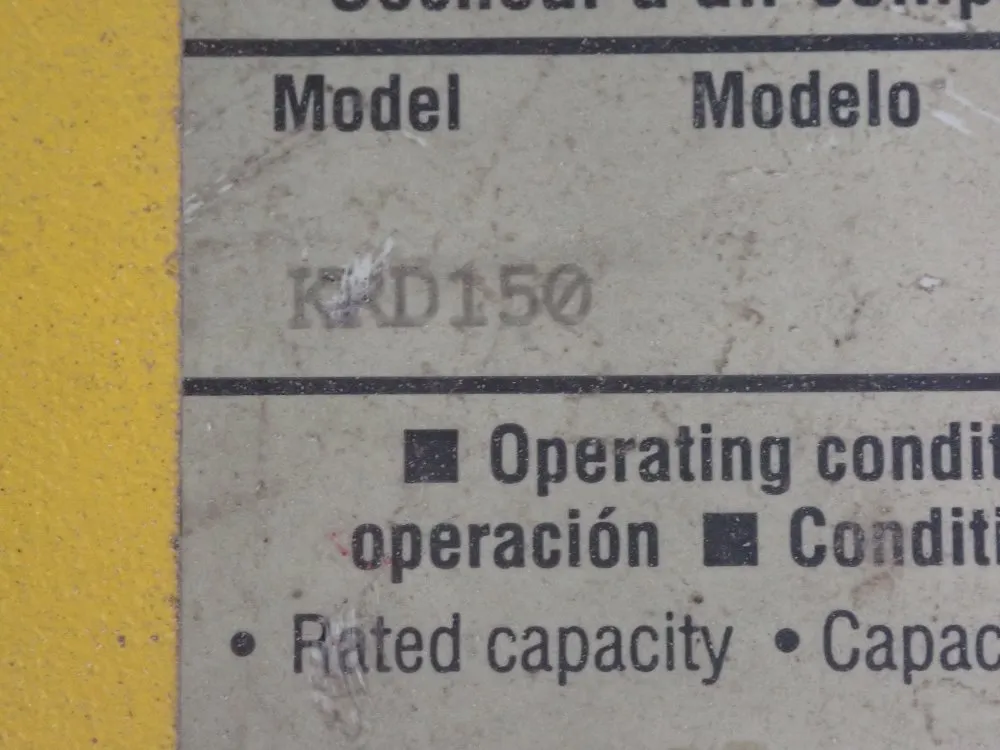 Model Modelo
KRD150
■ Operating condit
operación ■ Conditi
• Rated capacity • Capac